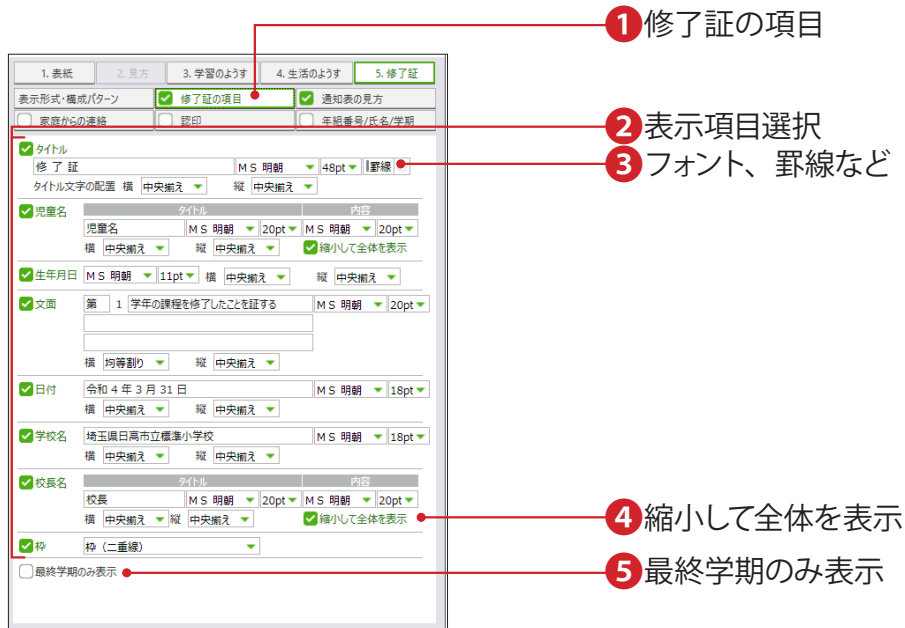 1 修了証の項目
1. 表紙 2. 見方 3. 学習のようす 4. 生活のようす 5. 修了証
表示形式・構成パターン 修了証の項目 通知表の見方
家庭からの連絡 認印 年組番号/氏名/学期
2 表示項目選択
3 フォント、罫線など
タイトル
修 了 証 ＭＳ 明朝 48pt 罫線
タイトル文字の配置 横 中央揃え 縦 中央揃え
児童名 タイトル 内容
児童名 ＭＳ 明朝 20pt ＭＳ 明朝 20pt
横 中央揃え 縦 中央揃え 縮小して全体を表示
生年月日 ＭＳ 明朝 11pt 横 中央揃え 縦 中央揃え
文面 第 1 学年の課程を修了したことを証する ＭＳ 明朝 20pt
横 均等割り 縦 中央揃え
日付 令和 4 年 3 月 31 日 ＭＳ 明朝 18pt
横 中央揃え 縦 中央揃え
学校名 埼玉県日高市立標準小学校 ＭＳ 明朝 18pt
横 中央揃え 縦 中央揃え
校長名 タイトル 内容
校長 ＭＳ 明朝 20pt ＭＳ 明朝 20pt
横 中央揃え 縦 中央揃え 縮小して全体を表示
4 縮小して全体を表示
枠 枠（二重線）
最終学期のみ表示
5 最終学期のみ表示